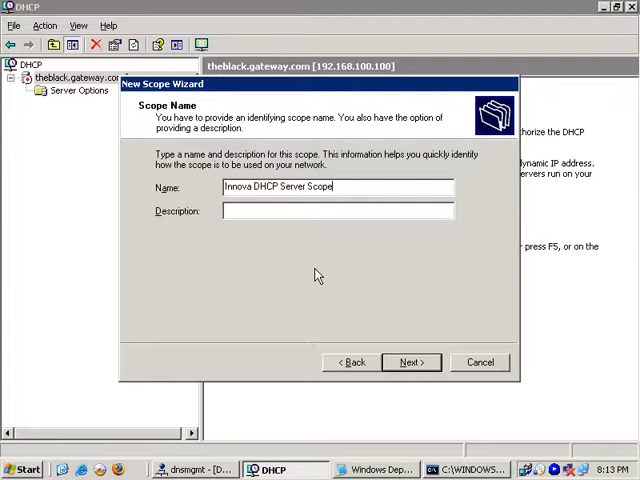 DHCP
File Action View Help
DHCP
theblack.gateway.com
Server Options
theblack.gateway.com [192.168.100.100]
New Scope Wizard
Scope Name
You have to provide an identifying scope name. You also have the option of
providing a description.
Type a name and description for this scope. This information helps you quickly identify
how the scope is to be used on your network.
Name: Innova DHCP Server Scope
Description:
< Back Next > Cancel
thorize the DHCP
dynamic IP address.
servers run on your
r press F5, or on the
Start dnsmgmt - [D... DHCP Windows Dep... C:\WINDOWS... 8:13 PM